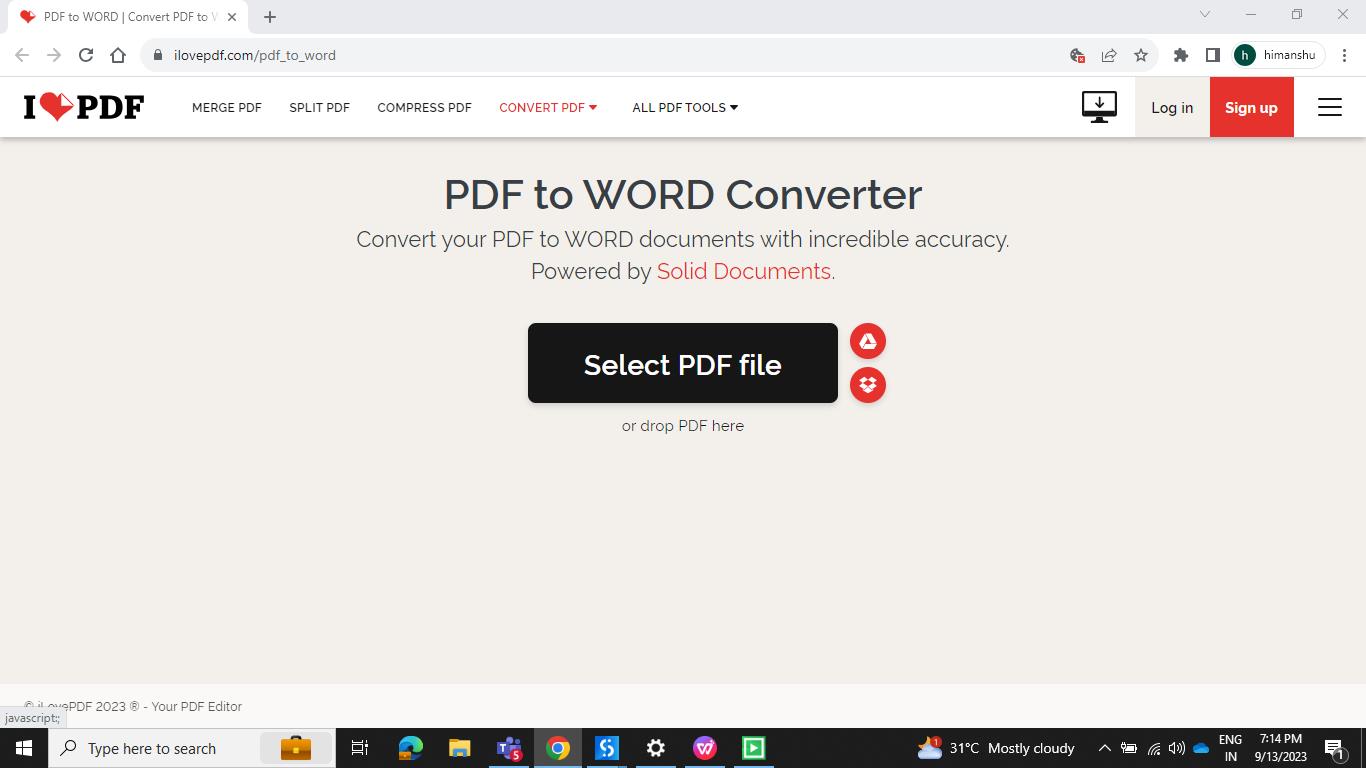 PDF to WORD | Convert PDF to W
ilovepdf.com/pdf_to_word
h
himanshu
I PDF
MERGE PDF
SPLIT PDF
COMPRESS PDF
CONVERT PDF
ALL PDF TOOLS
Log in
Sign up
PDF to WORD Converter
Convert your PDF to WORD documents with incredible accuracy.
Powered by Solid Documents.
Select PDF file
or drop PDF here
© iLovePDF 2023 ® - Your PDF Editor
javascript:;
Type here to search
5
1
31°C Mostly cloudy
ENG
IN
7:14 PM
9/13/2023
1